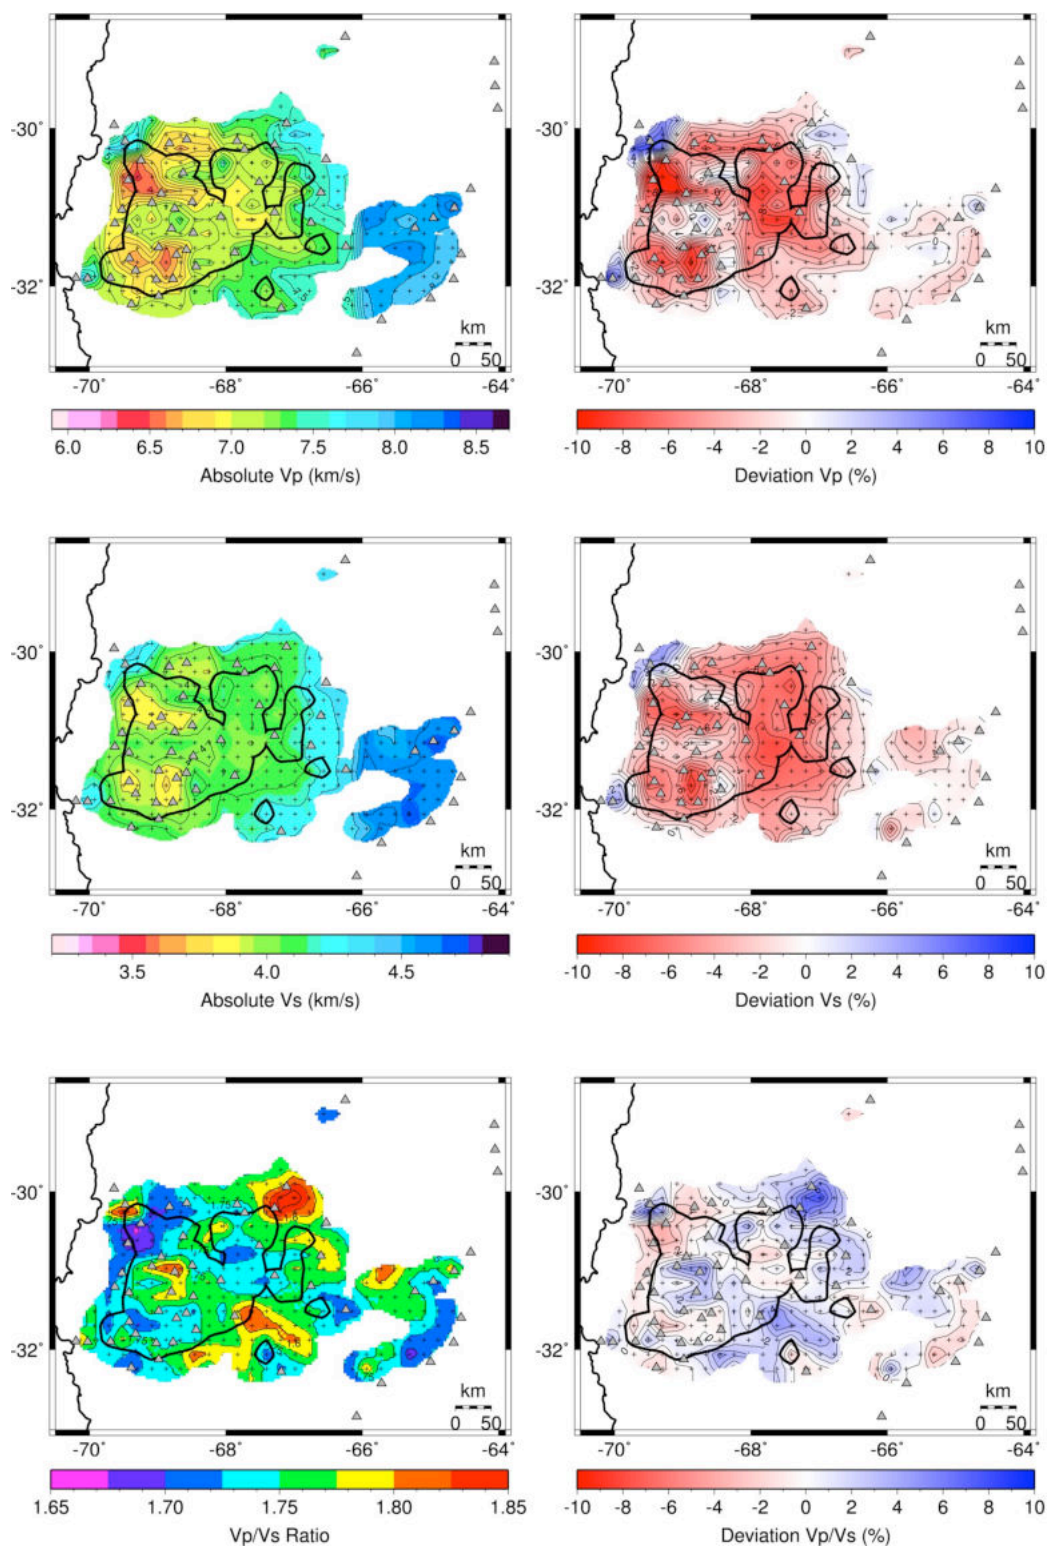 -30˚
-32˚
km
0 50
km
0 50
-70˚ -68˚ -66˚ -64˚
-70˚ -68˚ -66˚ -64˚
6.0 6.5 7.0 7.5 8.0 8.5
-10 -8 -6 -4 -2 0 2 4 6 8 10
Absolute Vp (km/s)
Deviation Vp (%)
-30˚
-32˚
km
0 50
km
0 50
-70˚ -68˚ -66˚ -64˚
-70˚ -68˚ -66˚ -64˚
3.5 4.0 4.5
-10 -8 -6 -4 -2 0 2 4 6 8 10
Absolute Vs (km/s)
Deviation Vs (%)
-30˚
-32˚
km
0 50
km
0 50
-70˚ -68˚ -66˚ -64˚
-70˚ -68˚ -66˚ -64˚
1.65 1.70 1.75 1.80 1.85
-10 -8 -6 -4 -2 0 2 4 6 8 10
Vp/Vs Ratio
Deviation Vp/Vs (%)